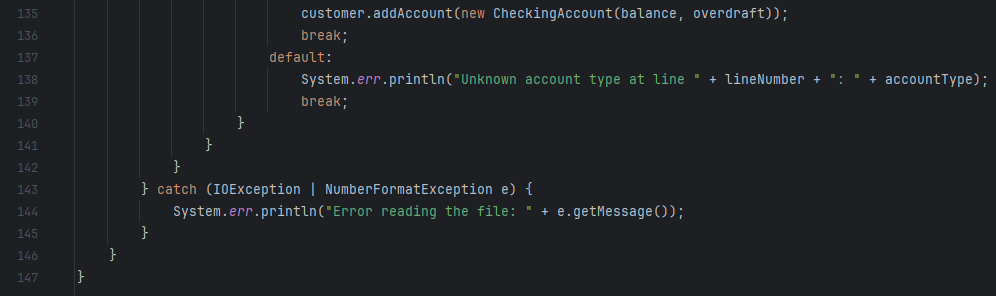 135 customer.addAccount(new CheckingAccount(balance, overdraft));
136 break;
137 default:
138 System.err.println("Unknown account type at line " + lineNumber + ": " + accountType);
139 break;
140 }
141 }
142 }
143 } catch (IOException | NumberFormatException e) {
144 System.err.println("Error reading the file: " + e.getMessage());
145 }
146 }
147 }